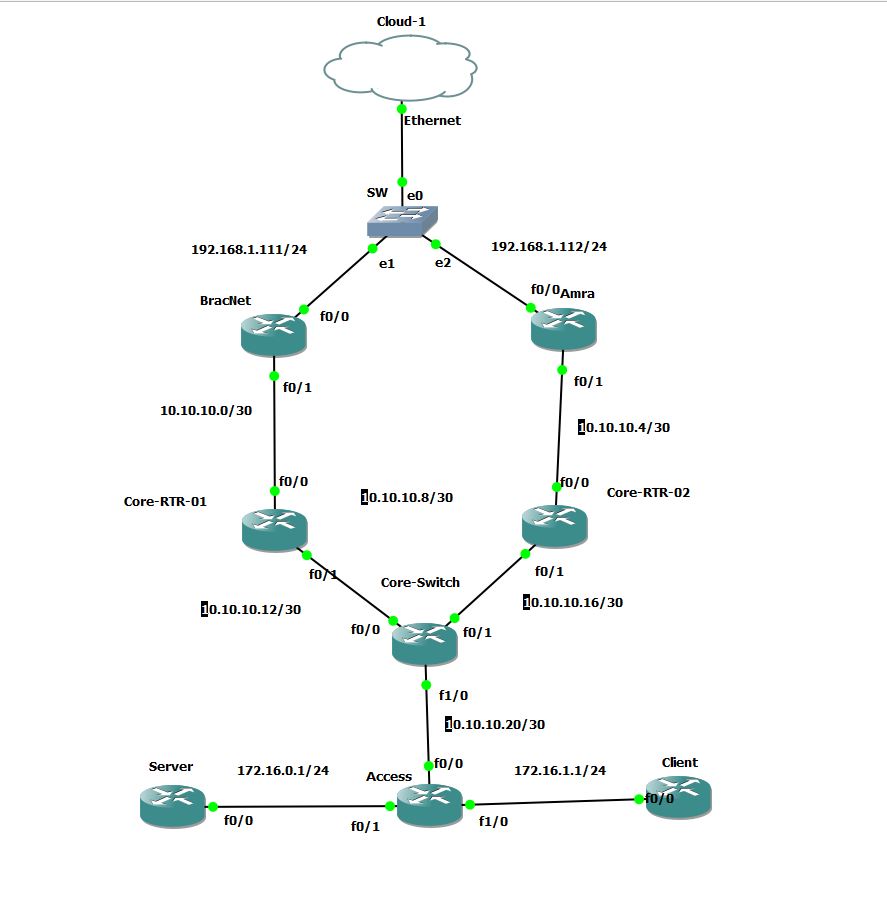 Cloud-1
Ethernet
SW
e0
192.168.1.111/24
192.168.1.112/24
e1
e2
f0/0
Amra
BracNet
f0/0
f0/1
f0/1
10.10.10.0/30
10.10.10.4/30
f0/0
f0/0
Core-RTR-01
10.10.10.8/30
Core-RTR-02
f0/1
f0/1
Core-Switch
10.10.10.12/30
10.10.10.16/30
f0/0
f0/1
f1/0
10.10.10.20/30
Server
172.16.0.1/24
f0/0
172.16.1.1/24
Client
Access
f0/0
f0/0
f0/1
f1/0